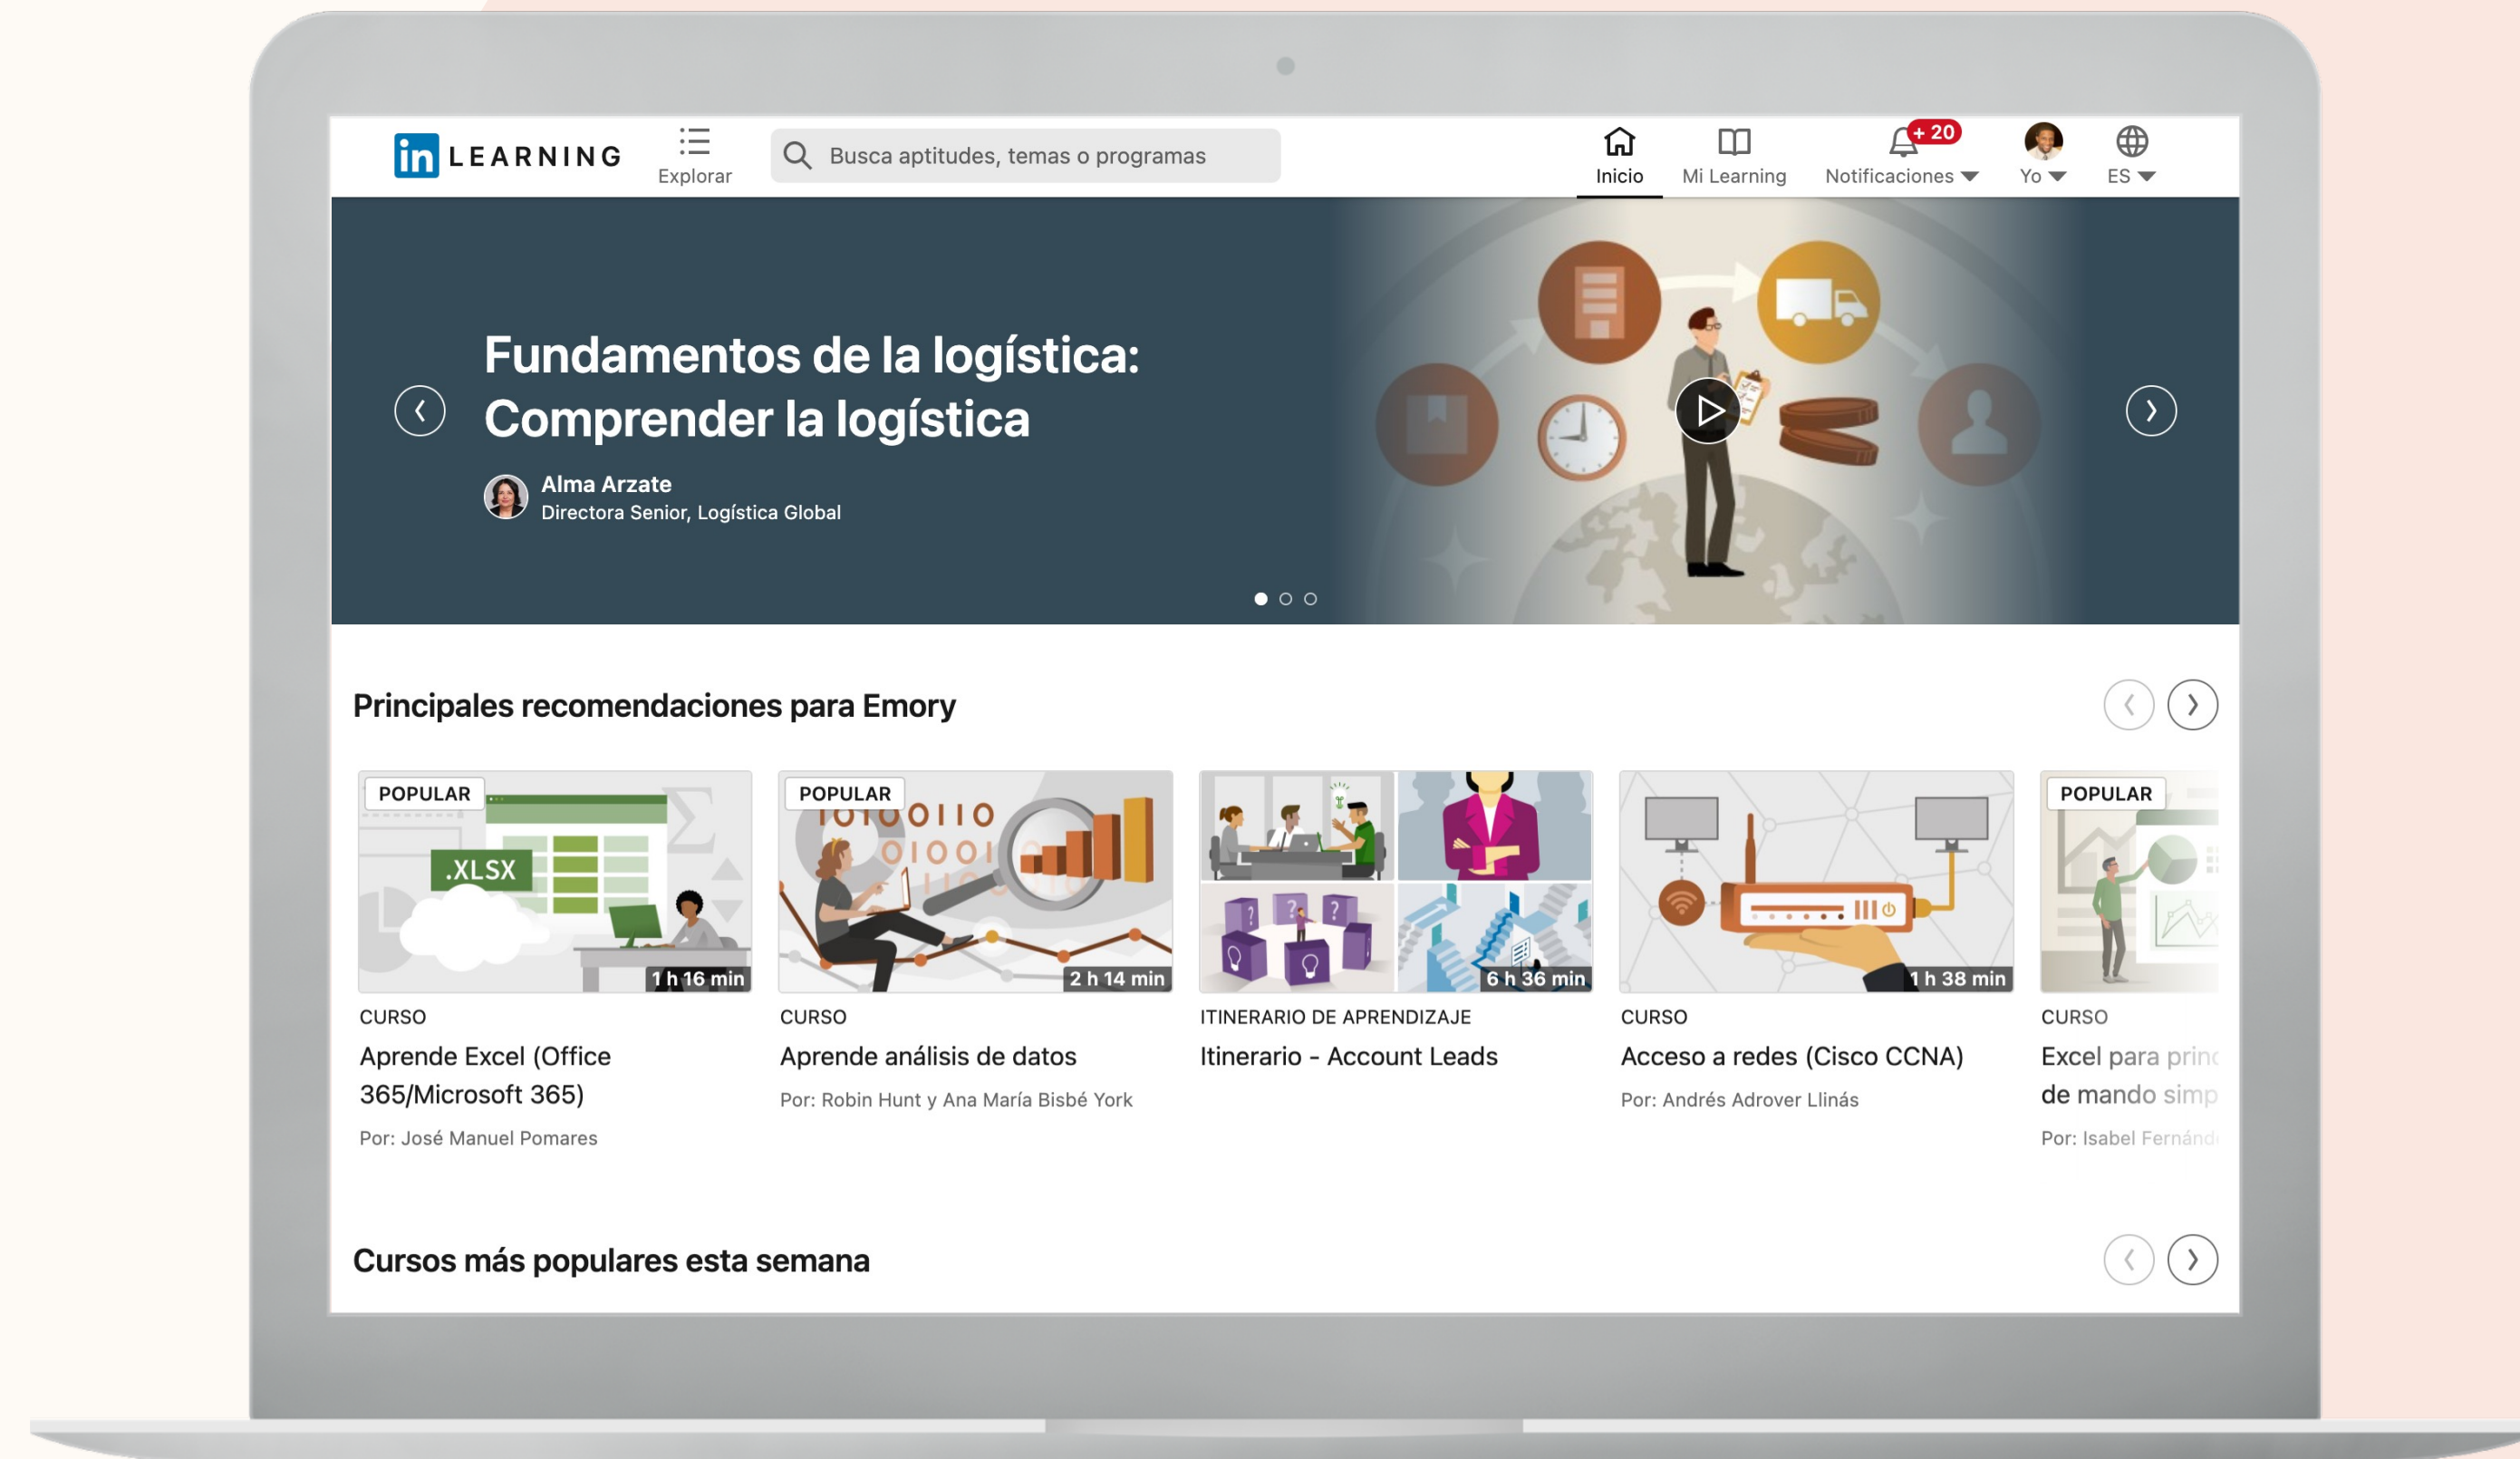 in LEARNING
Explorar
Busca aptitudes, temas o programas
Inicio
Mi Learning
+ 20
Notificaciones
Yo
ES
Fundamentos de la logística:
Comprender la logística
Alma Arzate
Directora Senior, Logística Global
Principales recomendaciones para Emory
POPULAR
.XLSX
1 h 16 min
CURSO
Aprende Excel (Office
365/Microsoft 365)
Por: José Manuel Pomares
POPULAR
2 h 14 min
CURSO
Aprende análisis de datos
Por: Robin Hunt y Ana María Bisbé York
6 h 36 min
ITINERARIO DE APRENDIZAJE
Itinerario - Account Leads
1 h 38 min
CURSO
Acceso a redes (Cisco CCNA)
Por: Andrés Adrover Llinás
POPULAR
CURSO
Excel para
de mando
Por: Isabel
Cursos más populares esta semana